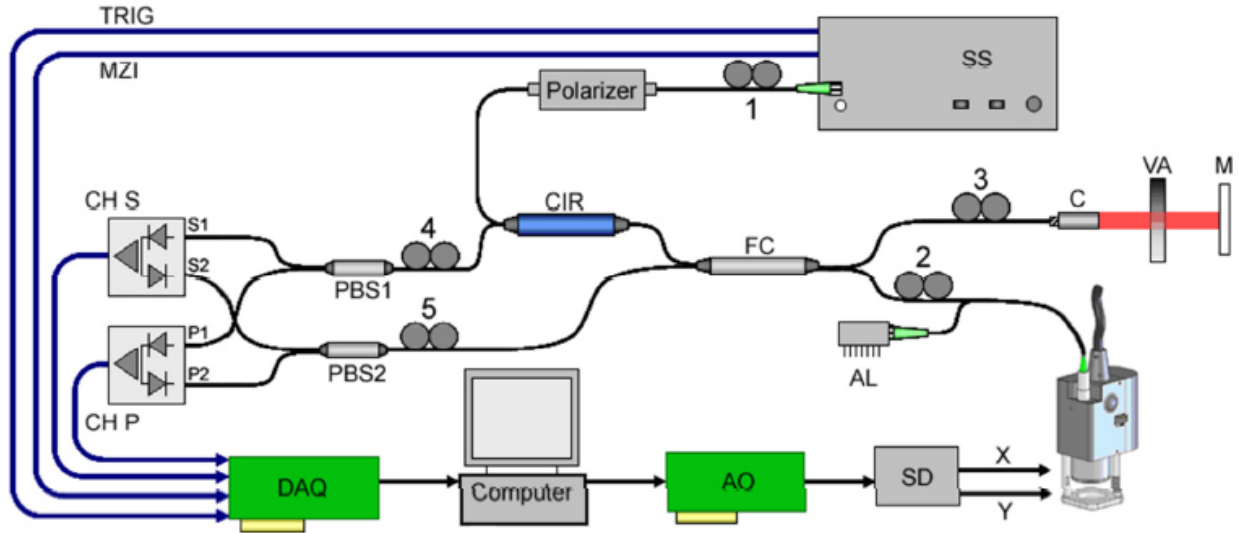 TRIG
MZI
SS
Polarizer
1
VA
M
3
C
CH S
S1
S2
4
CIR
FC
2
PBS1
P1
P2
5
PBS2
AL
CH P
X
DAQ
Computer
AO
SD
Y